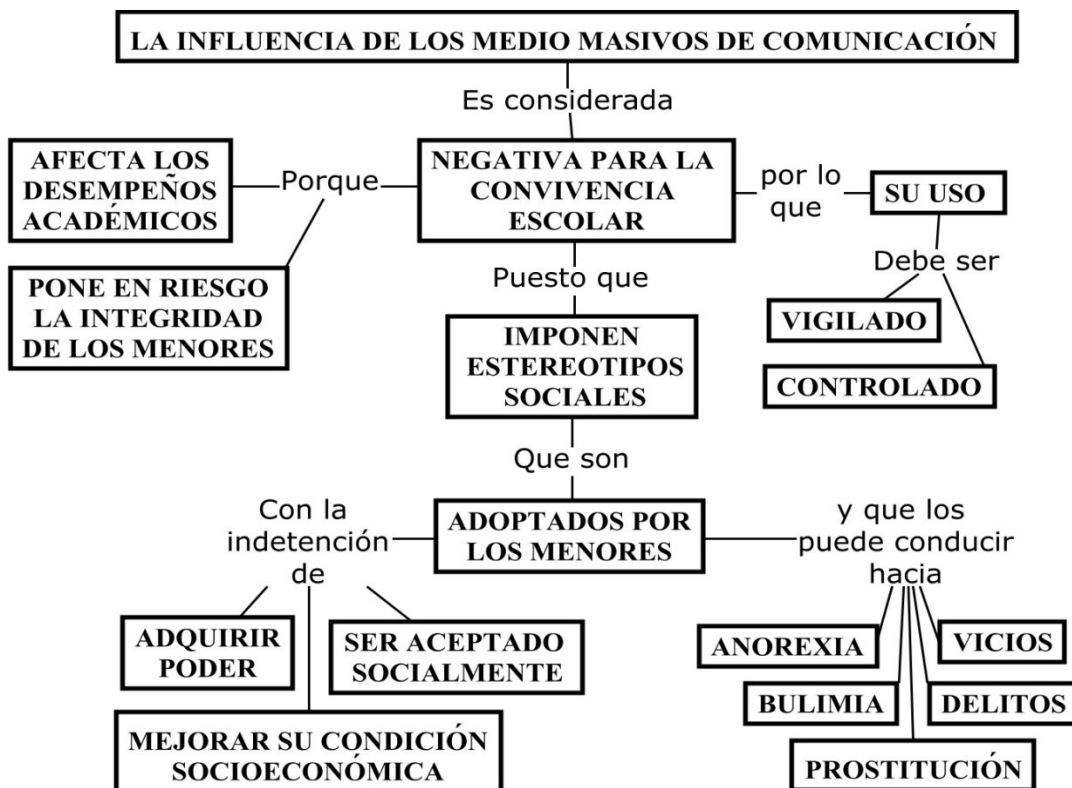 LA INFLUENCIA DE LOS MEDIO MASIVOS DE COMUNICACIÓN
Es considerada
AFECTA LOS
DESEMPEÑOS
ACADÉMICOS
Porque
NEGATIVA PARA LA
CONVIVENCIA
ESCOLAR
por lo
que
SU USO
PONE EN RIESGO
LA INTEGRIDAD
DE LOS MENORES
Puesto que
Debe ser
VIGILADO
CONTROLADO
IMPONEN
ESTEREOTIPOS
SOCIALES
Que son
Con la
indetención
de
ADOPTADOS POR
LOS MENORES
y que los
puede conducir
hacia
ADQUIRIR
PODER
SER ACEPTADO
SOCIALMENTE
MEJORAR SU CONDICIÓN
SOCIOECONÓMICA
ANOREXIA
VICIOS
BULIMIA
DELITOS
PROSTITUCIÓN